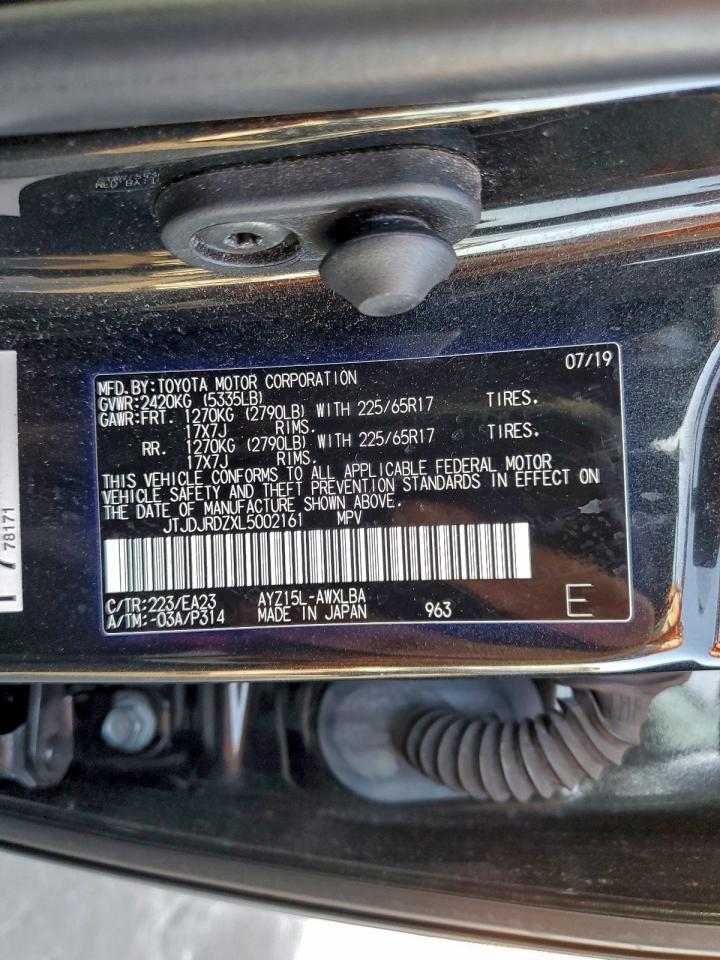 MFD.BY:TOYOTA MOTOR CORPORATION 07/19
GVWR:2420KG (5335LB)
GAWR:FRT. 1270KG (2790LB) WITH 225/65R17 TIRES.
17X7J RIMS.
RR. 1270KG (2790LB) WITH 225/65R17 TIRES.
17X7J RIMS.
THIS VEHICLE CONFORMS TO ALL APPLICABLE FEDERAL MOTOR
VEHICLE SAFETY AND THEFT PREVENTION STANDARDS IN EFFECT ON
THE DATE OF MANUFACTURE SHOWN ABOVE.
JTJDJRDZXL5002161 MPV
C/TR:223/EA23 AYZ15L-AWXLBA
A/TM:-03A/P314 MADE IN JAPAN 963 E
78171